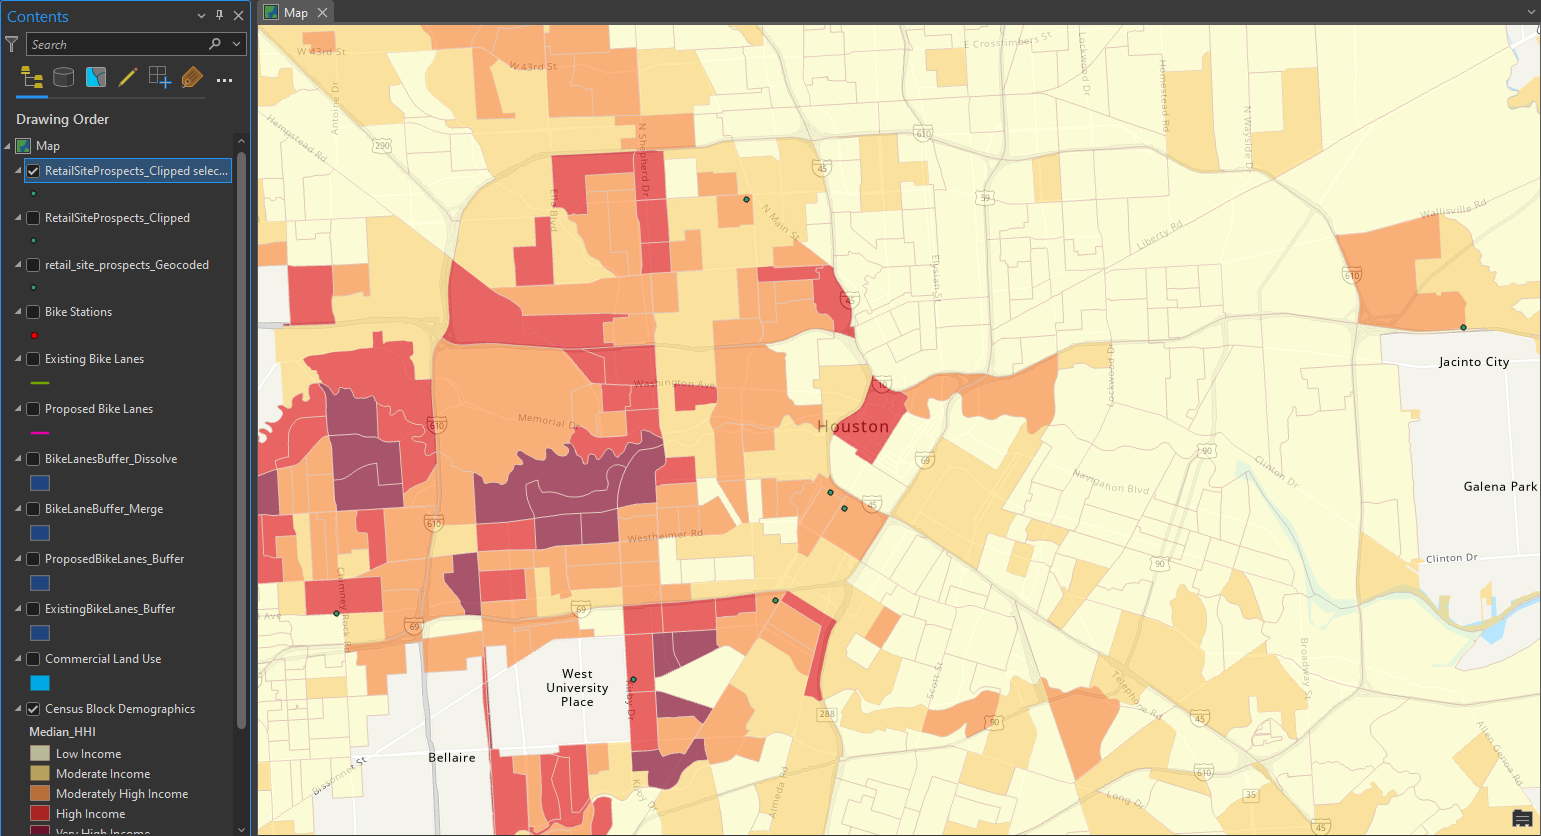 Contents
Map
Search
Drawing Order
Map
RetailSiteProspects_Clipped selec...
RetailSiteProspects_Clipped
retail_site_prospects_Geocoded
Bike Stations
Existing Bike Lanes
Proposed Bike Lanes
BikeLanesBuffer_Dissolve
BikeLaneBuffer_Merge
ProposedBikeLanes_Buffer
ExistingBikeLanes_Buffer
Commercial Land Use
Census Block Demographics
Median_HHI
Low Income
Moderate Income
Moderately High Income
High Income
Very High Income
W 43rd St
W 43rd St
E Crosstimbers St
Lockwood Dr
Homestead Rd
N Wayside Dr
Antoine Dr
Hempstead Rd
290
N Shepherd Dr
610
45
59
Ella Blvd
N Main St
Wallisville Rd
Liberty Rd
Elysian St
610
45
Jacinto City
Washington Ave
10
Memorial Dr
610
Houston
69
90
Clinton Dr
Navigation Blvd
Galena Park
45
610
Westheimer Rd
Clinton Dr
90
Chimney Rock Rd
Ave
69
69
West
University
Place
Kirby Dr
Scott St
Broadway St
Telephone Rd
288
90
45
Bellaire
Bissonnet St
610
Allen Genoa Rd
Kirby Dr
Almeda Rd
Long Dr
35
45